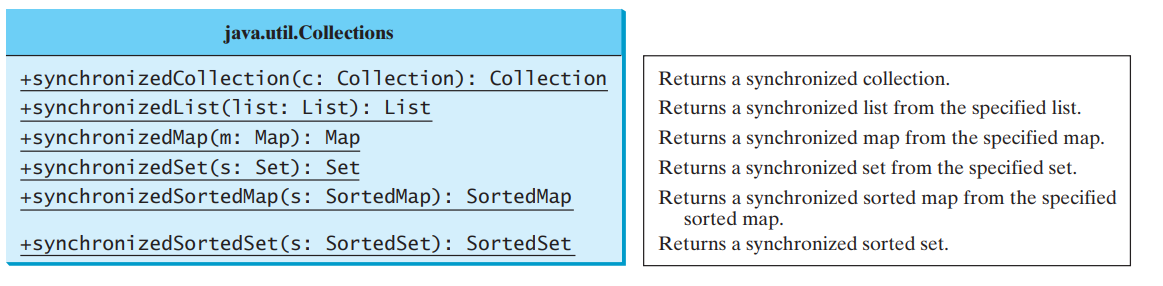 java.util.Collections
+synchronizedCollection(c: Collection): Collection
+synchronizedList(list: List): List
+synchronizedMap(m: Map): Map
+synchronizedSet(s: Set): Set
+synchronizedSortedMap(s: SortedMap): SortedMap
+synchronizedSortedSet(s: SortedSet): SortedSet
Returns a synchronized collection.
Returns a synchronized list from the specified list.
Returns a synchronized map from the specified map.
Returns a synchronized set from the specified set.
Returns a synchronized sorted map from the specified
sorted map.
Returns a synchronized sorted set.